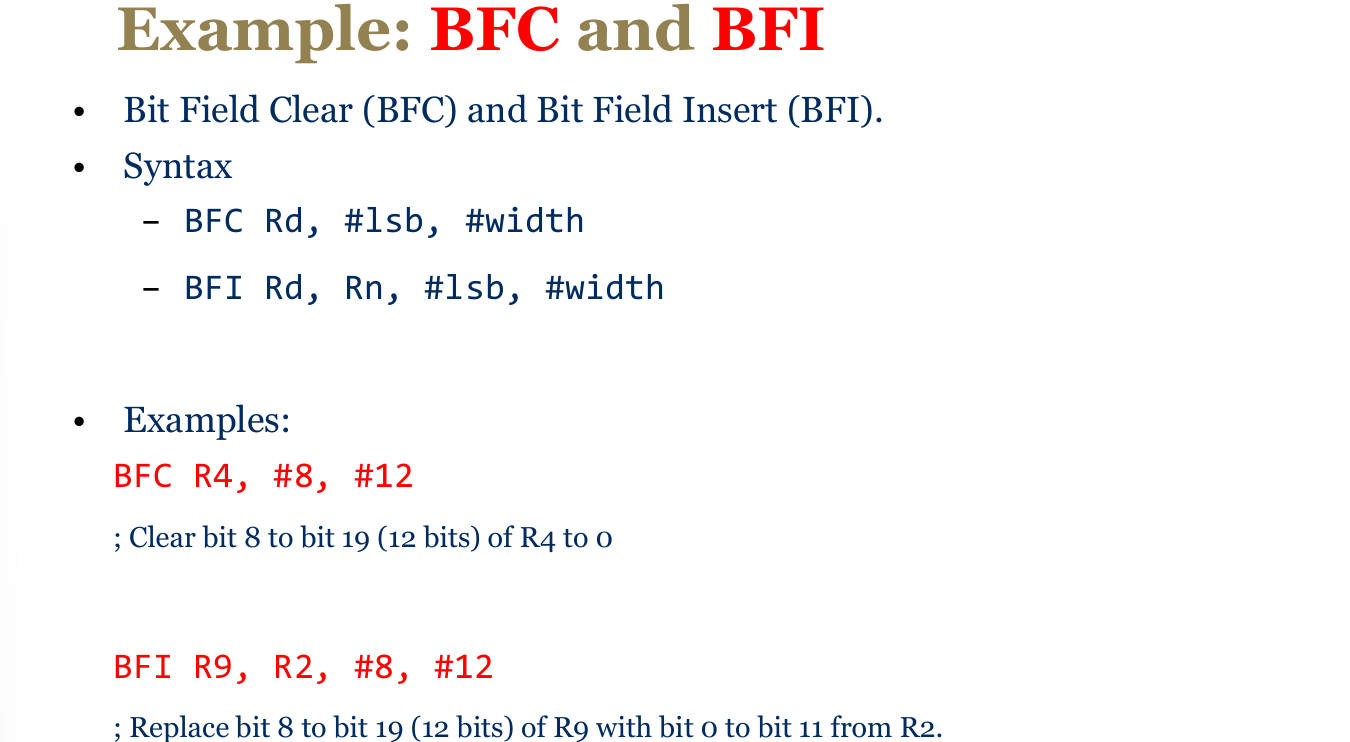 Example: BFC and BFI
• Bit Field Clear (BFC) and Bit Field Insert (BFI).
• Syntax
– BFC Rd, #lsb, #width
– BFI Rd, Rn, #lsb, #width
• Examples:
BFC R4, #8, #12
; Clear bit 8 to bit 19 (12 bits) of R4 to 0
BFI R9, R2, #8, #12
; Replace bit 8 to bit 19 (12 bits) of R9 with bit 0 to bit 11 from R2.